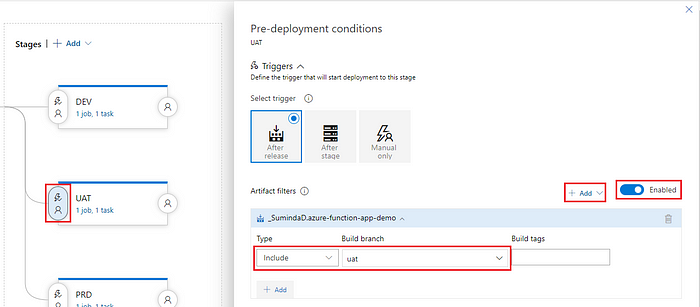 Stages | + Add
DEV
1 job, 1 task
UAT
1 job, 1 task
PRD
1 job, 1 task
Pre-deployment conditions
UAT
Triggers
Define the trigger that will start deployment to this stage
Select trigger
After
release
After
stage
Manual
only
Artifact filters
+ Add
Enabled
_SumindaD.azure-function-app-demo
Type
Build branch
Build tags
Include
uat
+ Add